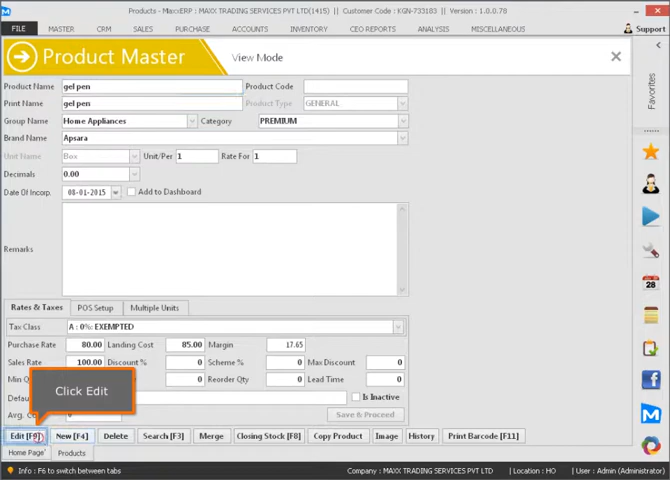 Products - MaxxERP : MAXX TRADING SERVICES PVT LTD(1415) || Customer Code : KGN-733183 || Version : 1.0.0.78
FILE MASTER CRM SALES PURCHASE ACCOUNTS INVENTORY CEO REPORTS ANALYSIS MISCELLANEOUS Support
Product Master View Mode
Favorites
Product Name gel pen Product Code
Print Name gel pen Product Type GENERAL
Group Name Home Appliances Category PREMIUM
Brand Name Apsara
Unit Name Box Unit/Per 1 Rate For 1
Decimals 0.00
Date Of Incorp. 08-01-2015 Add to Dashboard
Remarks
28
Rates & Taxes POS Setup Multiple Units
Tax Class A : 0%: EXEMPTED
Purchase Rate 80.00 Landing Cost 85.00 Margin 17.65
Sales Rate 100.00 Discount % 0 Scheme % 0 Max Discount 0
Min Q 0 Reorder Qty 0 Lead Time 0
Click Edit
Is Inactive
Avg. 0 Save & Proceed
Edit [F9] New [F4] Delete Search [F3] Merge Closing Stock [F8] Copy Product Image History Print Barcode [F11]
Home Page Products
Info : F6 to switch between tabs Company : MAXX TRADING SERVICES PVT LTD | Location : HO | User : Admin (Administrator)